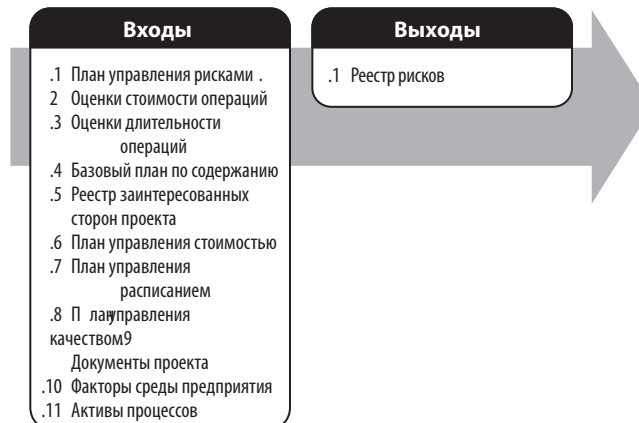 Входы
.1 План управления рисками .
2 Оценки стоимости операций
.3 Оценки длительности
операций
.4 Базовый план по содержанию
.5 Реестр заинтересованных
сторон проекта
.6 План управления стоимостью
.7 План управления
расписанием
.8 План управления
качеством9
Документы проекта
.10 Факторы среды предприятия
.11 Активы процессов
Выходы
.1 Реестр рисков